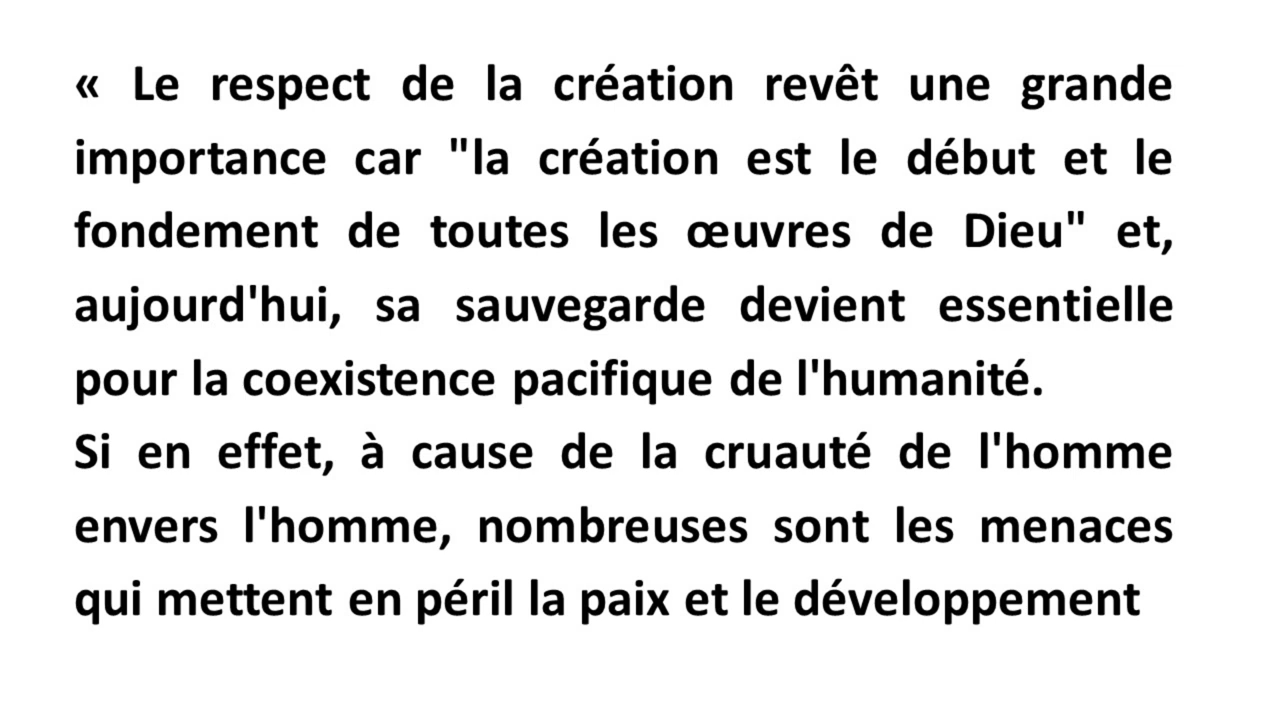 « Le respect de la création revêt une grande
importance car "la création est le début et le
fondement de toutes les œuvres de Dieu" et,
aujourd'hui, sa sauvegarde devient essentielle
pour la coexistence pacifique de l'humanité.
Si en effet, à cause de la cruauté de l'homme
envers l'homme, nombreuses sont les menaces
qui mettent en péril la paix et le développement